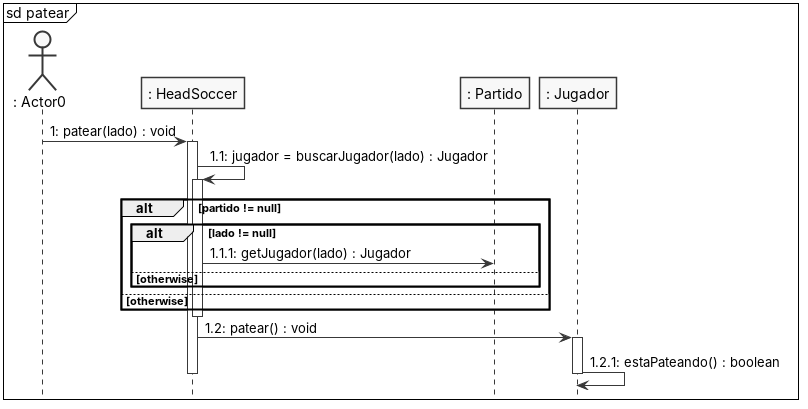 sd patear
: Actor0
: HeadSoccer
: Partido
: Jugador
1: patear(lado) : void
1.1: jugador = buscarJugador(lado) : Jugador
alt
[partido != null]
alt
[lado != null]
1.1.1: getJugador(lado) : Jugador
[otherwise]
[otherwise]
1.2: patear() : void
1.2.1: estaPateando() : boolean